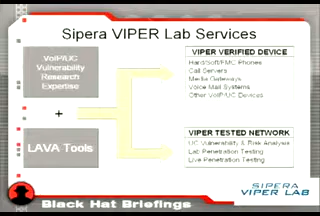 Sipera VIPER Lab Services
VoIP/UC
Vulnerability
Research
Expertise
+
LAVA Tools
VIPER VERIFIED DEVICE
Hard/Soft/FMC Phones
Call Servers
Media Gateways
Voice Mail Systems
Other VoIP/UC Devices
VIPER TESTED NETWORK
UC Vulnerability & Risk Analysis
Lab Penetration Testing
Live Penetration Testing
Black Hat Briefings
SIPERA
VIPER LAB